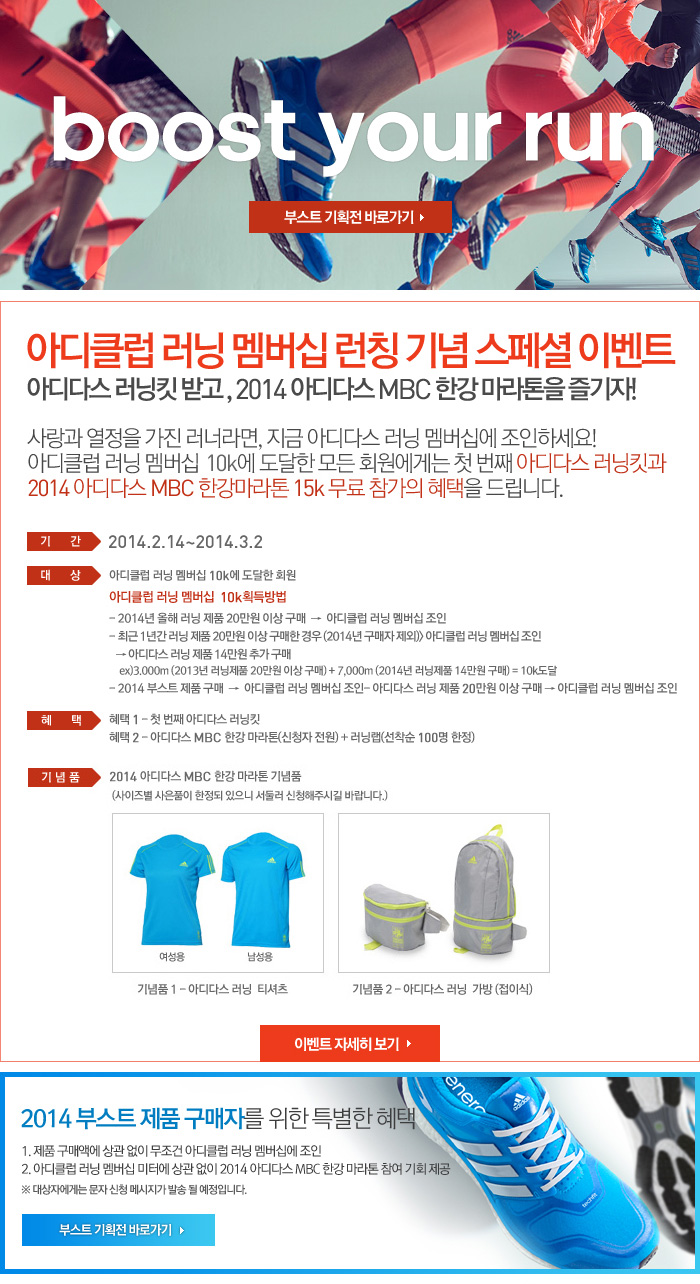 boost your run
부스트 기획전 바로가기
아디클럽 러닝 멤버십 런칭 기념 스페셜 이벤트
아디다스 러닝킷 받고, 2014 아디다스 MBC 한강 마라톤을 즐기자!
사랑과 열정을 가진 러너라면, 지금 아디다스 러닝 멤버십에 조인하세요!
아디클럽 러닝 멤버십 10k에 도달한 모든 회원에게는 첫 번째 아디다스 러닝킷과
2014 아디다스 MBC 한강마라톤 15k 무료 참가의 혜택을 드립니다.
기 간 2014.2.14~2014.3.2
대 상 아디클럽 러닝 멤버십 10k에 도달한 회원
아디클럽 러닝 멤버십 10k획득방법
- 2014년 올해 러닝 제품 20만원 이상 구매 → 아디클럽 러닝 멤버십 조인
- 최근 1년간 러닝 제품 20만원 이상 구매한 경우 (2014년 구매자 제외)> 아디클럽 러닝 멤버십 조인
→ 아디다스 러닝 제품 14만원 추가 구매
ex)3,000m (2013년 러닝제품 20만원 이상 구매) + 7,000m (2014년 러닝제품 14만원 구매) = 10k도달
- 2014 부스트 제품 구매 → 아디클럽 러닝 멤버십 조인- 아디다스 러닝 제품 20만원 이상 구매 → 아디클럽 러닝 멤버십 조인
혜 택 혜택 1 - 첫 번째 아디다스 러닝킷
혜택 2 - 아디다스 MBC 한강 마라톤(신청자 전원) + 러닝랩(선착순 100명 한정)
기념품 2014 아디다스 MBC 한강 마라톤 기념품
(사이즈별 사은품이 한정되 있으니 서둘러 신청해주시길 바랍니다.)
여성용 남성용
기념품 1 - 아디다스 러닝 티셔츠 기념품 2 - 아디다스 러닝 가방 (접이식)
이벤트 자세히 보기
2014 부스트 제품 구매자를 위한 특별한 혜택
1. 제품 구매액에 상관 없이 무조건 아디클럽 러닝 멤버십에 조인
2. 아디클럽 러닝 멤버십 미터에 상관 없이 2014 아디다스 MBC 한강 마라톤 참여 기회 제공
※ 대상자에게는 문자 신청 메시지가 발송 될 예정입니다.
부스트 기획전 바로가기
energy
adidas
techfit